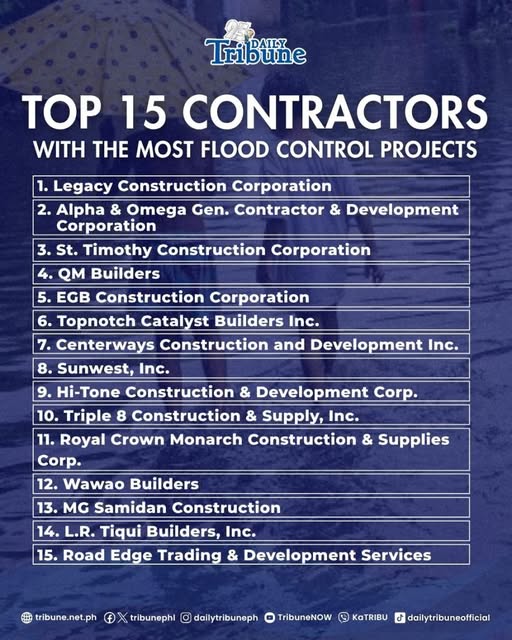 25
DAILY
Tribune
TOP 15 CONTRACTORS
WITH THE MOST FLOOD CONTROL PROJECTS
1. Legacy Construction Corporation
2. Alpha & Omega Gen. Contractor & Development
Corporation
3. St. Timothy Construction Corporation
4. QM Builders
5. EGB Construction Corporation
6. Topnotch Catalyst Builders Inc.
7. Centerways Construction and Development Inc.
8. Sunwest, Inc.
9. Hi-Tone Construction & Development Corp.
10. Triple 8 Construction & Supply, Inc.
11. Royal Crown Monarch Construction & Supplies
Corp.
12. Wawao Builders
13. MG Samidan Construction
14. L.R. Tiqui Builders, Inc.
15. Road Edge Trading & Development Services
tribune.net.ph tribunephl dailytribuneph TribuneNOW KaTRIBU dailytribuneofficial